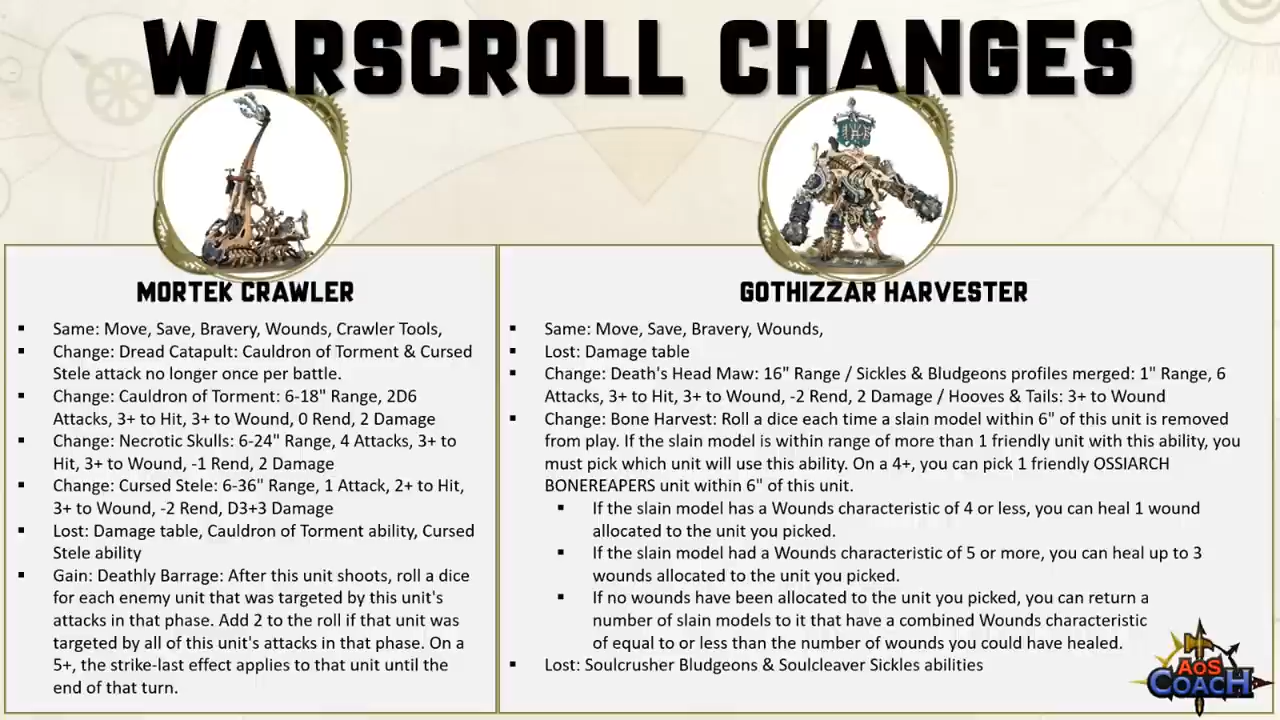 WARSCROLL CHANGES
MORTEK CRAWLER
▪ Same: Move, Save, Bravery, Wounds, Crawler Tools,
▪ Change: Dread Catapult: Cauldron of Torment & Cursed
Stele attack no longer once per battle.
▪ Change: Cauldron of Torment: 6-18" Range, 2D6
Attacks, 3+ to Hit, 3+ to Wound, 0 Rend, 2 Damage
▪ Change: Necrotic Skulls: 6-24" Range, 4 Attacks, 3+ to
Hit, 3+ to Wound, -1 Rend, 2 Damage
▪ Change: Cursed Stele: 6-36" Range, 1 Attack, 2+ to Hit,
3+ to Wound, -2 Rend, D3+3 Damage
▪ Lost: Damage table, Cauldron of Torment ability, Cursed
Stele ability
▪ Gain: Deathly Barrage: After this unit shoots, roll a dice
for each enemy unit that was targeted by this unit's
attacks in that phase. Add 2 to the roll if that unit was
targeted by all of this unit's attacks in that phase. On a
5+, the strike-last effect applies to that unit until the
end of that turn.
GOTHIZZAR HARVESTER
▪ Same: Move, Save, Bravery, Wounds,
▪ Lost: Damage table
▪ Change: Death's Head Maw: 16" Range / Sickles & Bludgeons profiles merged: 1" Range, 6
Attacks, 3+ to Hit, 3+ to Wound, -2 Rend, 2 Damage / Hooves & Tails: 3+ to Wound
▪ Change: Bone Harvest: Roll a dice each time a slain model within 6" of this unit is removed
from play. If the slain model is within range of more than 1 friendly unit with this ability, you
must pick which unit will use this ability. On a 4+, you can pick 1 friendly OSSIARCH
BONEREAPERS unit within 6" of this unit.
▪ If the slain model has a Wounds characteristic of 4 or less, you can heal 1 wound
allocated to the unit you picked.
▪ If the slain model had a Wounds characteristic of 5 or more, you can heal up to 3
wounds allocated to the unit you picked.
▪ If no wounds have been allocated to the unit you picked, you can return a
number of slain models to it that have a combined Wounds characteristic
of equal to or less than the number of wounds you could have healed.
▪ Lost: Soulcrusher Bludgeons & Soulcleaver Sickles abilities
AoS
COACH